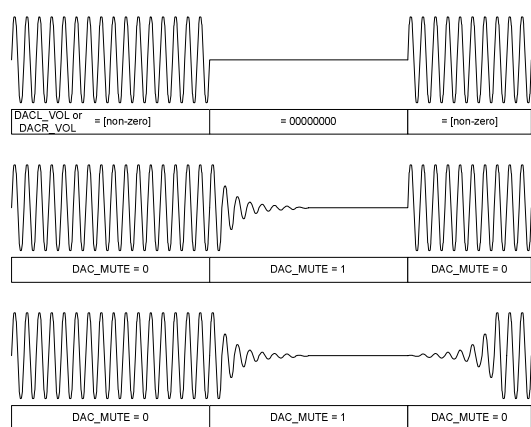 DACL_VOL or
DACR_VOL
= [non-zero]
= 00000000
= [non-zero]
DAC_MUTE = 0
DAC_MUTE = 1
DAC_MUTE = 0
DAC_MUTE = 0
DAC_MUTE = 1
DAC_MUTE = 0